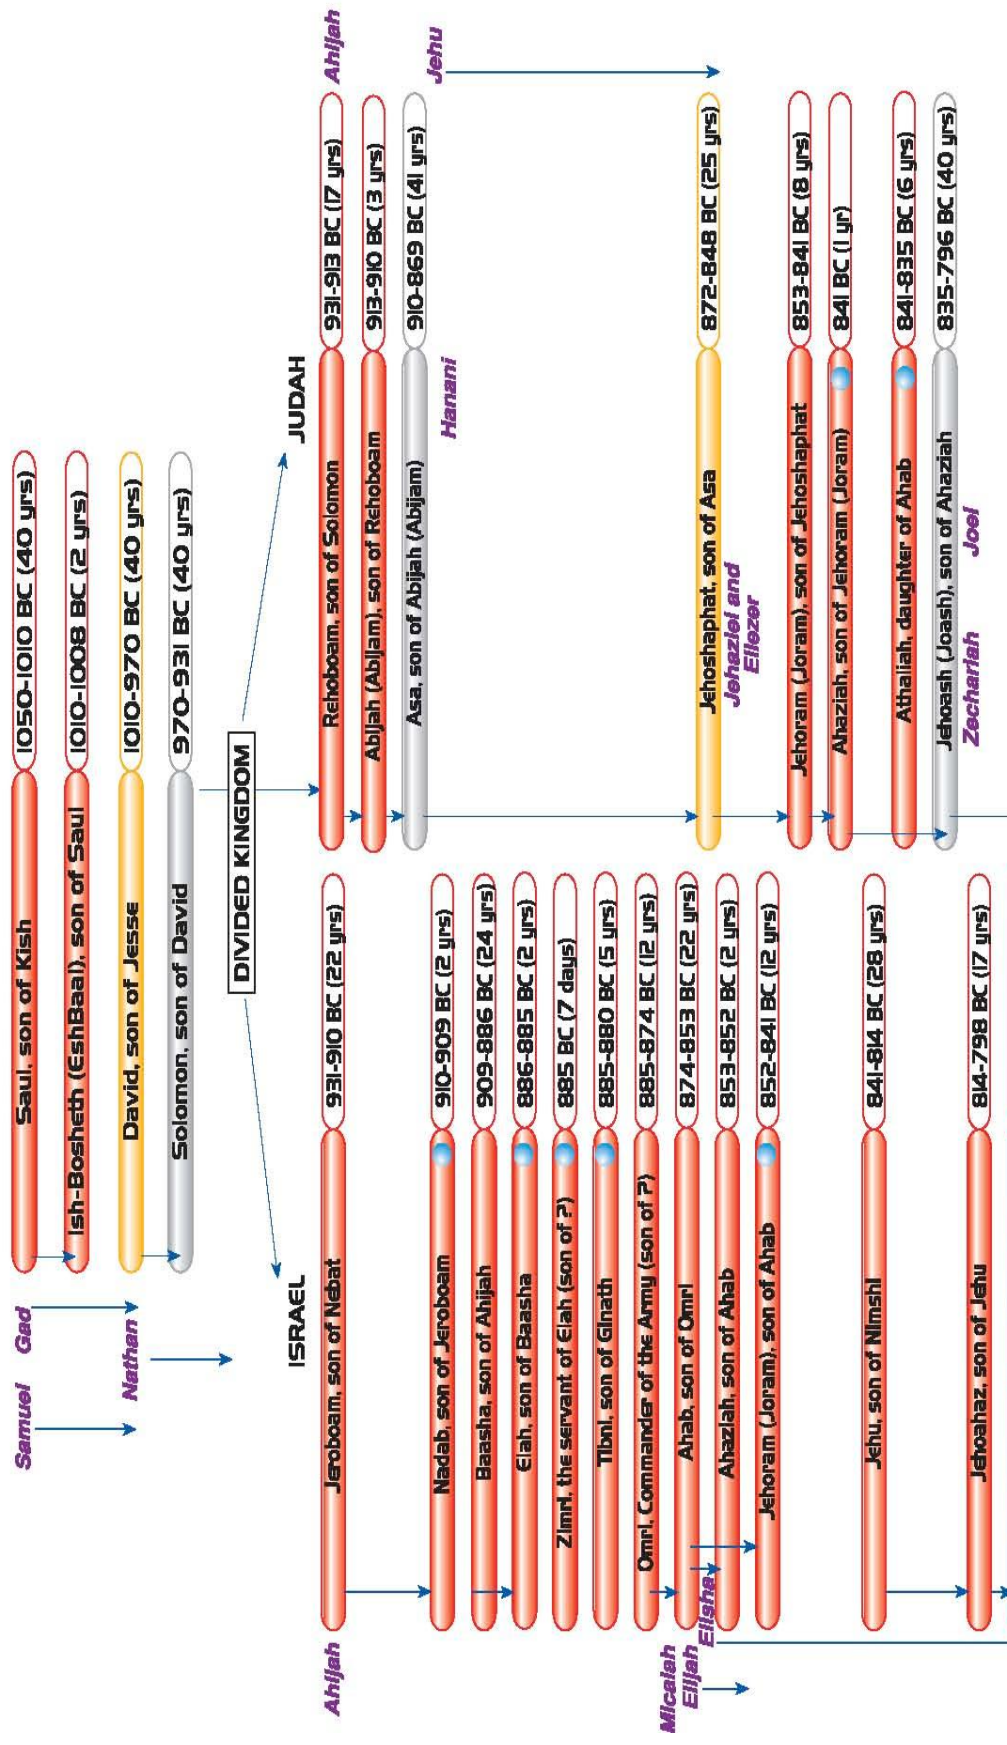 Samuel Gad Saul, son of Kish 1050-1010 BC (40 yrs)
Ish-Bosheth (EshBaal), son of Saul 1010-1008 BC (2 yrs)
Nathan David, son of Jesse 1010-970 BC (40 yrs)
Solomon, son of David 970-931 BC (40 yrs)
DIVIDED KINGDOM
ISRAEL JUDAH
Ahijah Jeroboam, son of Nebat 931-910 BC (22 yrs) Rehoboam, son of Solomon 931-913 BC (17 yrs) Ahijah
Abijah (Abijam), son of Rehoboam 913-910 BC (3 yrs)
Asa, son of Abijah (Abijam) 910-869 BC (41 yrs)
Nadab, son of Jeroboam 910-909 BC (2 yrs) Hanani Jehu
Baasha, son of Ahijah 909-886 BC (24 yrs)
Elah, son of Baasha 886-885 BC (2 yrs)
Zimri, the servant of Elah (son of ?) 885 BC (7 days)
Tibni, son of Ginath 885-880 BC (5 yrs)
Omri, Commander of the Army (son of ?) 885-874 BC (12 yrs)
Micaiah
Elijah Ahab, son of Omri 874-853 BC (22 yrs)
Elisha Jehoshaphat, son of Asa 872-848 BC (25 yrs)
Ahaziah, son of Ahab 853-852 BC (2 yrs) Jehaziel and
Eliezer
Jehoram (Joram), son of Ahab 852-841 BC (12 yrs)
Jehoram (Joram), son of Jehoshaphat 853-841 BC (8 yrs)
Ahaziah, son of Jehoram (Joram) 841 BC (1 yr)
Jehu, son of Nimshi 841-814 BC (28 yrs)
Athaliah, daughter of Ahab 841-835 BC (6 yrs)
Jehoash (Joash), son of Ahaziah 835-796 BC (40 yrs)
Zechariah Joel
Jehoahaz, son of Jehu 814-798 BC (17 yrs)